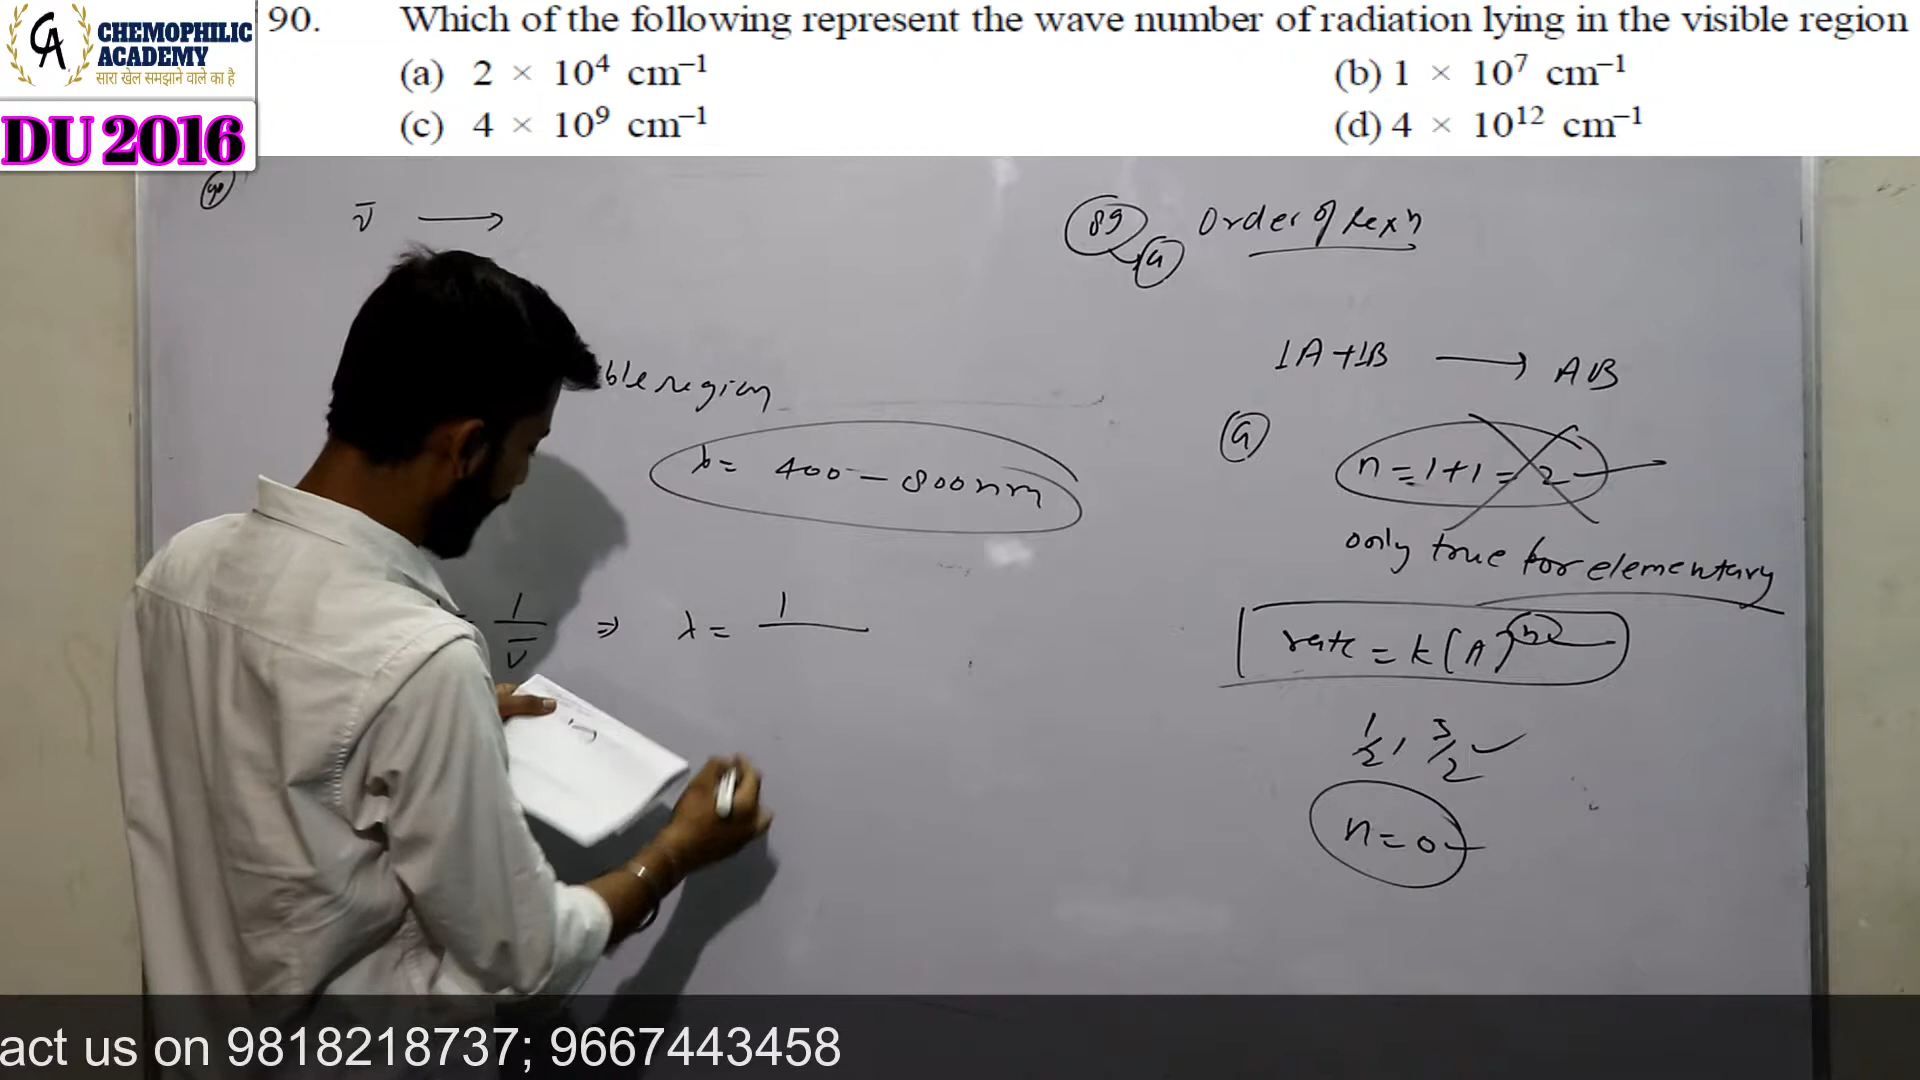 CHEMOPHILIC
ACADEMY
सारा खेल समझाने वाले का है
DU 2016
90. Which of the following represent the wave number of radiation lying in the visible region
(a) 2 × 10⁴ cm⁻¹ (b) 1 × 10⁷ cm⁻¹
(c) 4 × 10⁹ cm⁻¹ (d) 4 × 10¹² cm⁻¹
90
ν̄ ⟶
ble region
λ = 400 – 800 nm
= 1/ν̄ ⇒ λ = 1
89 a Order of rexn
1A + 1B ⟶ AB
a n = 1 + 1 = 2
only true for elementary
rate = k[A]ⁿ
1/2, 3/2 ✓
n = 0
act us on 9818218737; 9667443458